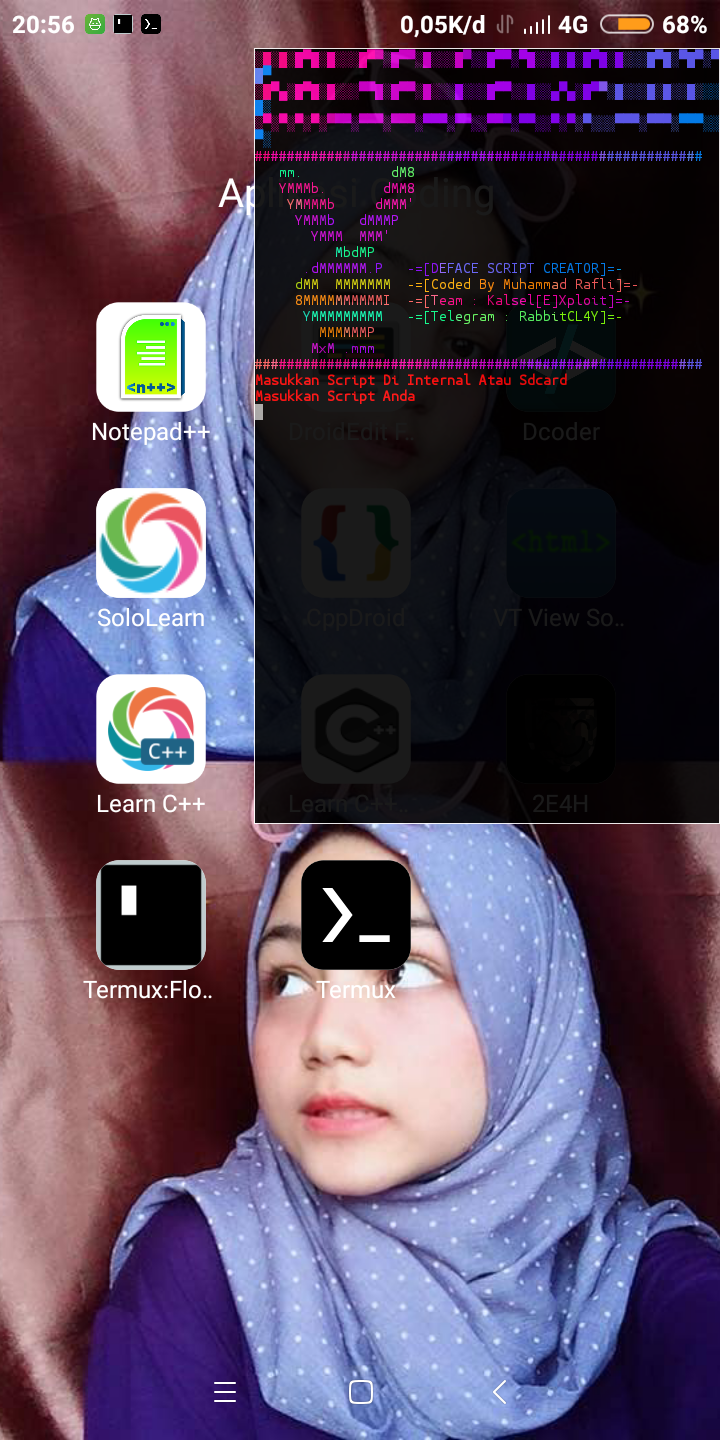 20:56 0,05K/d 4G 68%
Aplikasi Coding
############################################################
mm. dM8
YMMMb. dMM8
YMMMMb dMMM'
YMMMb dMMMP
YMMM MMM'
MbdMP
.dMMMMMM.P -=[DEFACE SCRIPT CREATOR]=-
dMM MMMMMMM -=[Coded By Muhammad Rafli]=-
8MMMMMMMMMMI -=[Team : Kalsel[E]Xploit]=-
YMMMMMMMMM -=[Telegram : RabbitCL4Y]=-
MMMMMMP
MxM .mmm
############################################################
Masukkan Script Di Internal Atau Sdcard
Masukkan Script Anda
<n++>
Notepad++ DroidEdit F.. Dcoder
<html>
SoloLearn CppDroid VT View So..
C++
Learn C++ Learn C++.. 2E4H
Termux:Flo.. Termux